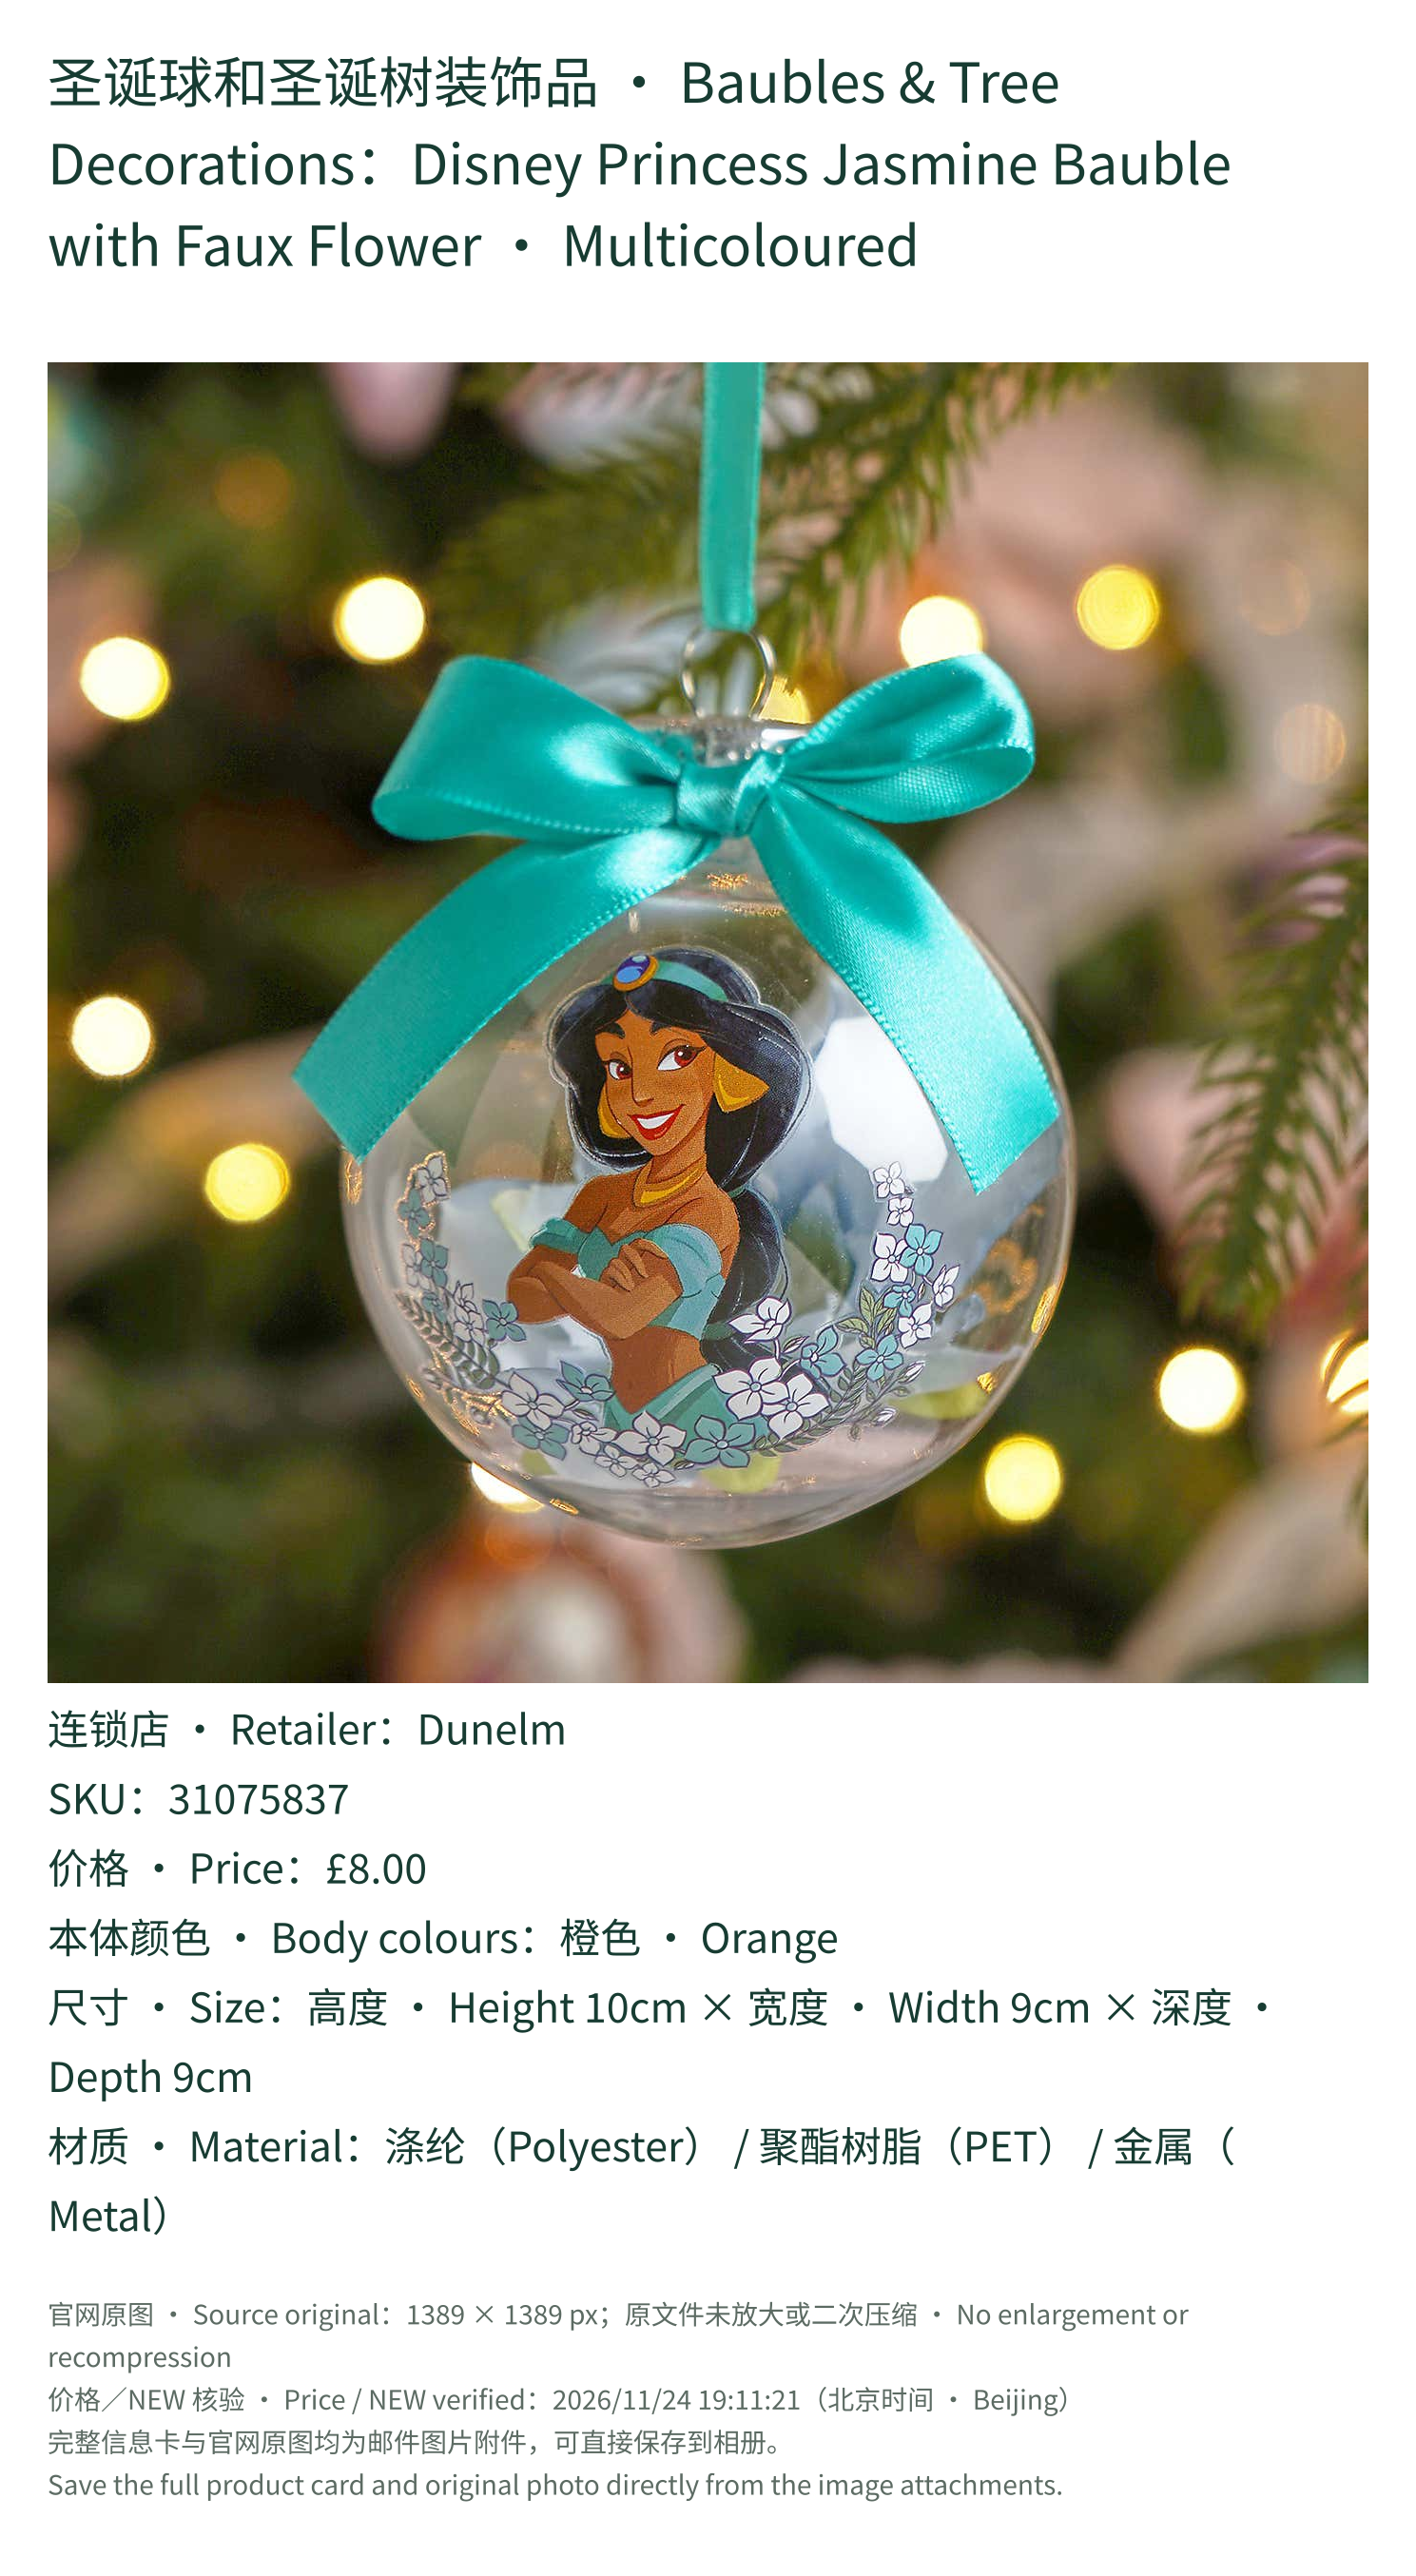 圣诞球和圣诞树装饰品 · Baubles & Tree
Decorations：Disney Princess Jasmine Bauble
with Faux Flower · Multicoloured
连锁店 · Retailer：Dunelm
SKU：31075837
价格 · Price：£8.00
本体颜色 · Body colours：橙色 · Orange
尺寸 · Size：高度 · Height 10cm × 宽度 · Width 9cm × 深度 ·
Depth 9cm
材质 · Material：涤纶（Polyester） / 聚酯树脂（PET） / 金属（
Metal）
官网原图 · Source original：1389 × 1389 px；原文件未放大或二次压缩 · No enlargement or
recompression
价格／NEW 核验 · Price / NEW verified：2026/11/24 19:11:21（北京时间 · Beijing）
完整信息卡与官网原图均为邮件图片附件，可直接保存到相册。
Save the full product card and original photo directly from the image attachments.